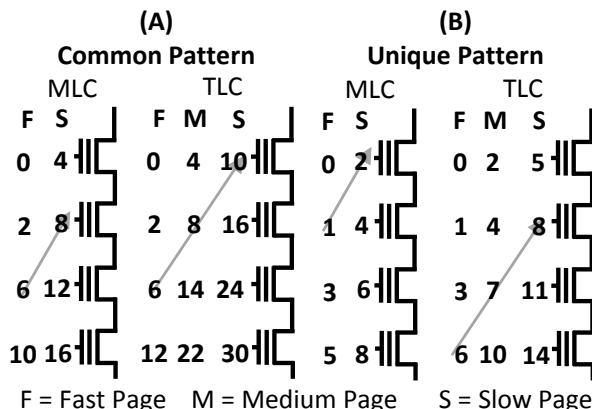 (A) (B)
Common Pattern Unique Pattern
MLC TLC MLC TLC
F S F M S F S F M S
0 4 0 4 10 0 2 0 2 5
2 8 2 8 16 1 4 1 4 8
6 12 6 14 24 3 6 3 7 11
10 16 12 22 30 5 8 6 10 14
F = Fast Page M = Medium Page S = Slow Page